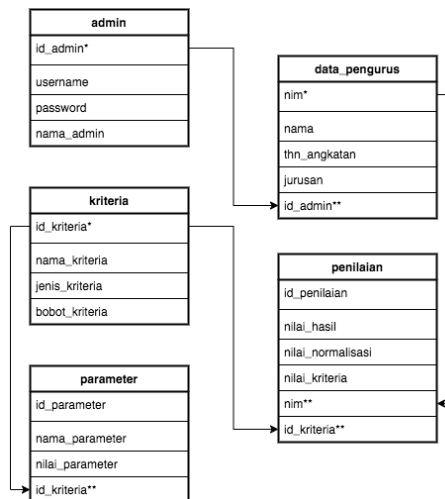 admin
id_admin*
username
password
nama_admin
data_pengurus
nim*
nama
thn_angkatan
jurusan
id_admin**
kriteria
id_kriteria*
nama_kriteria
jenis_kriteria
bobot_kriteria
penilaian
id_penilaian
nilai_hasil
nilai_normalisasi
nilai_kriteria
nim**
id_kriteria**
parameter
id_parameter
nama_parameter
nilai_parameter
id_kriteria**